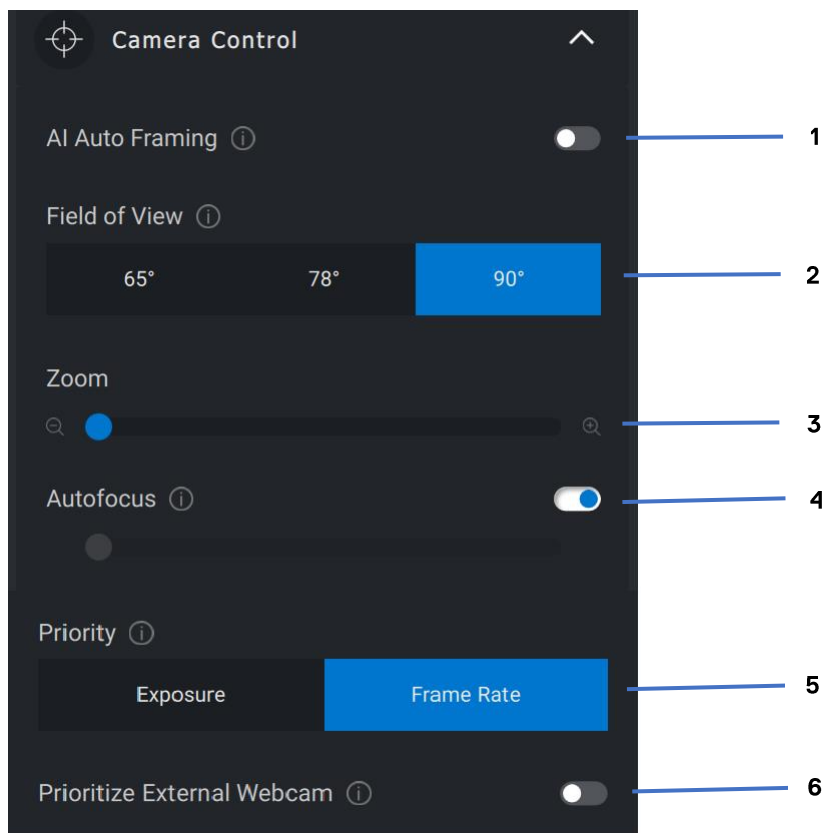 Camera Control
AI Auto Framing
1
Field of View
65° 78° 90°
2
Zoom
3
Autofocus
4
Priority
Exposure Frame Rate
5
Prioritize External Webcam
6